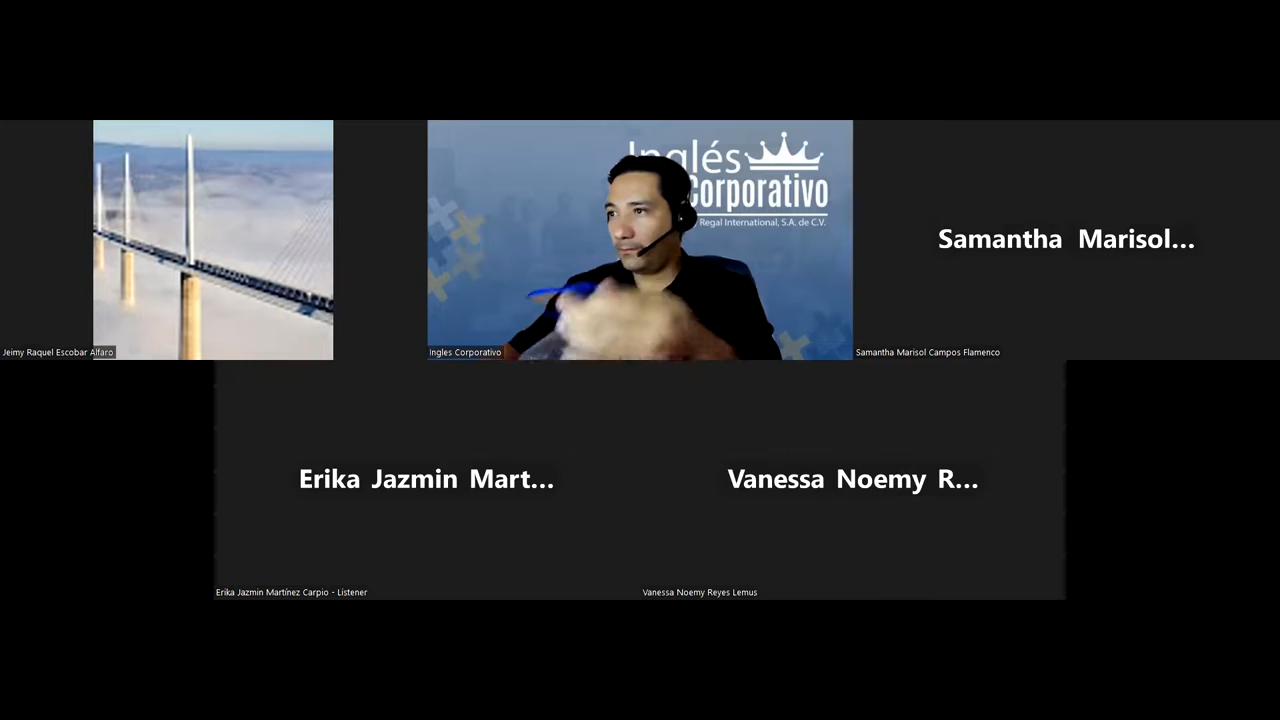 Inglés
Corporativo
Regal International, S.A. de C.V.
Samantha Marisol...
Jeimy Raquel Escobar Alfaro
Ingles Corporativo
Samantha Marisol Campos Flamenco
Erika Jazmin Mart...
Vanessa Noemy R...
Erika Jazmin Martínez Carpio - Listener
Vanessa Noemy Reyes Lemus